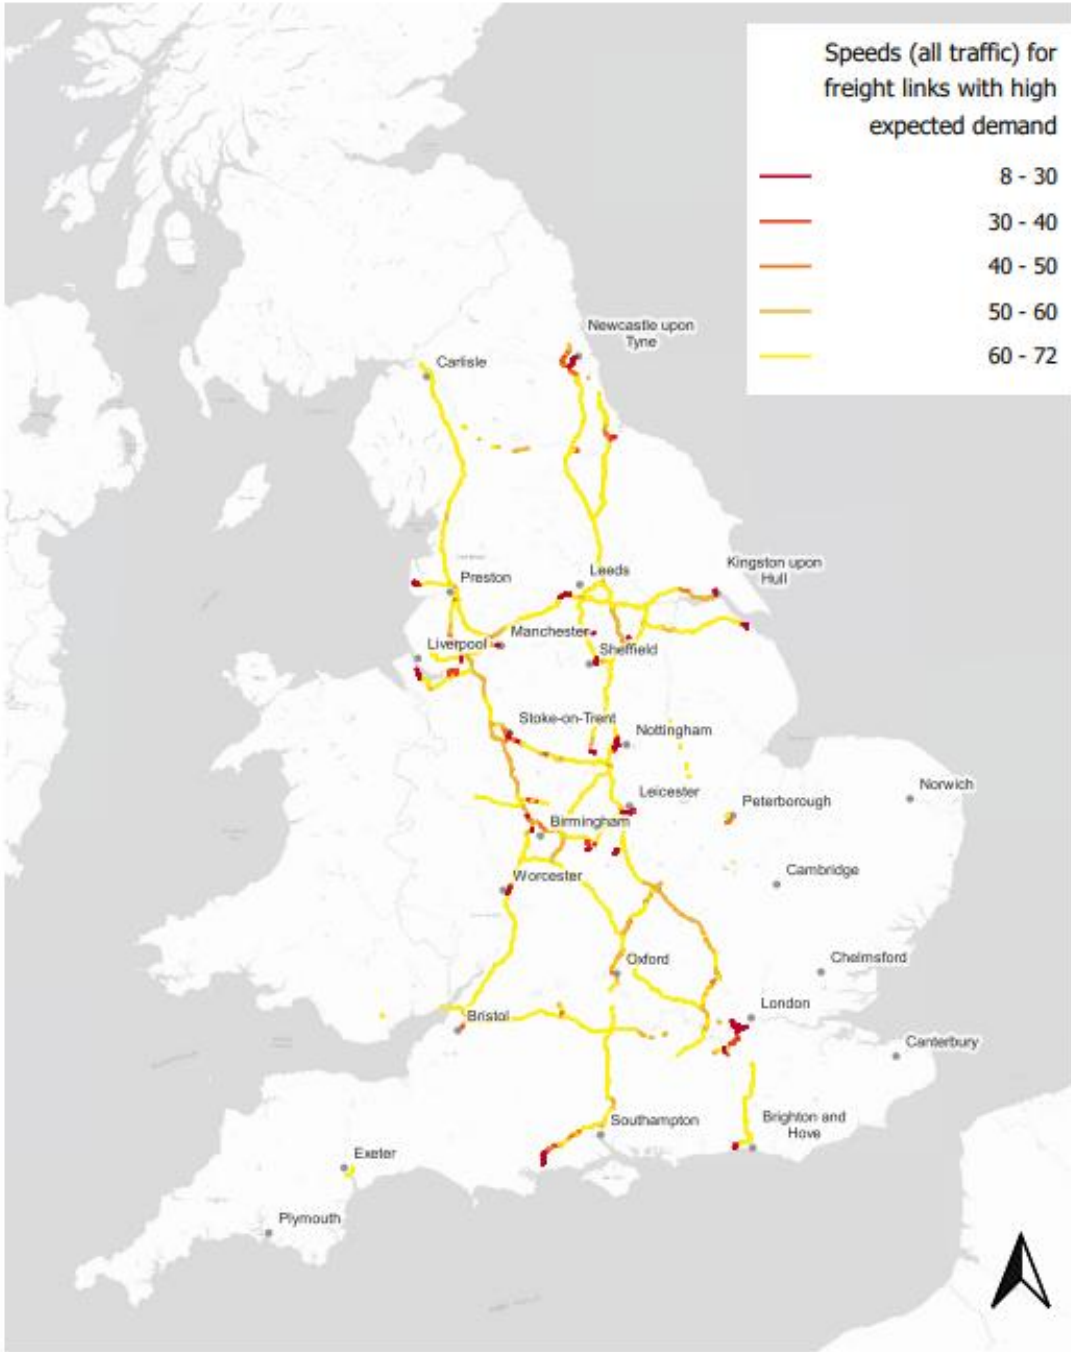 Speeds (all traffic) for
freight links with high
expected demand
8 - 30
30 - 40
40 - 50
50 - 60
60 - 72
Newcastle upon
Tyne
Carlisle
Leeds
Preston
Kingston upon
Hull
Manchester
Liverpool
Sheffield
Stoke-on-Trent
Nottingham
Norwich
Leicester
Peterborough
Birmingham
Cambridge
Worcester
Oxford
Chelmsford
London
Bristol
Canterbury
Southampton
Brighton and
Hove
Exeter
Plymouth